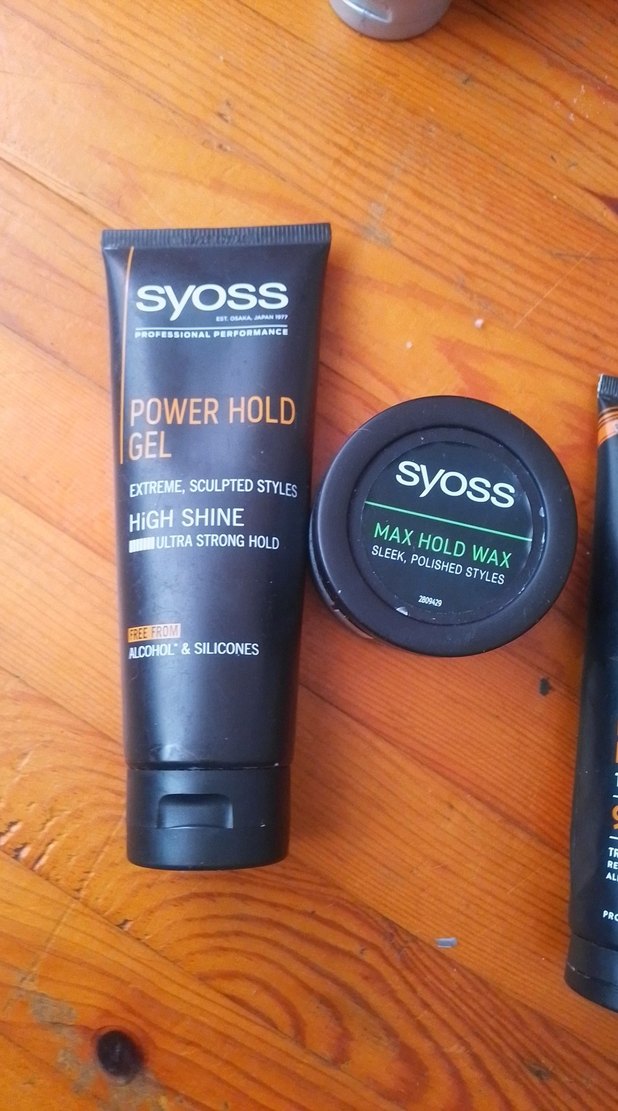 syoss
EST. OSAKA, JAPAN 1977
PROFESSIONAL PERFORMANCE
POWER HOLD
GEL
EXTREME, SCULPTED STYLES
HiGH SHINE
ULTRA STRONG HOLD
FREE FROM
ALCOHOL* & SILICONES
syoss
MAX HOLD WAX
SLEEK, POLISHED STYLES
2809429